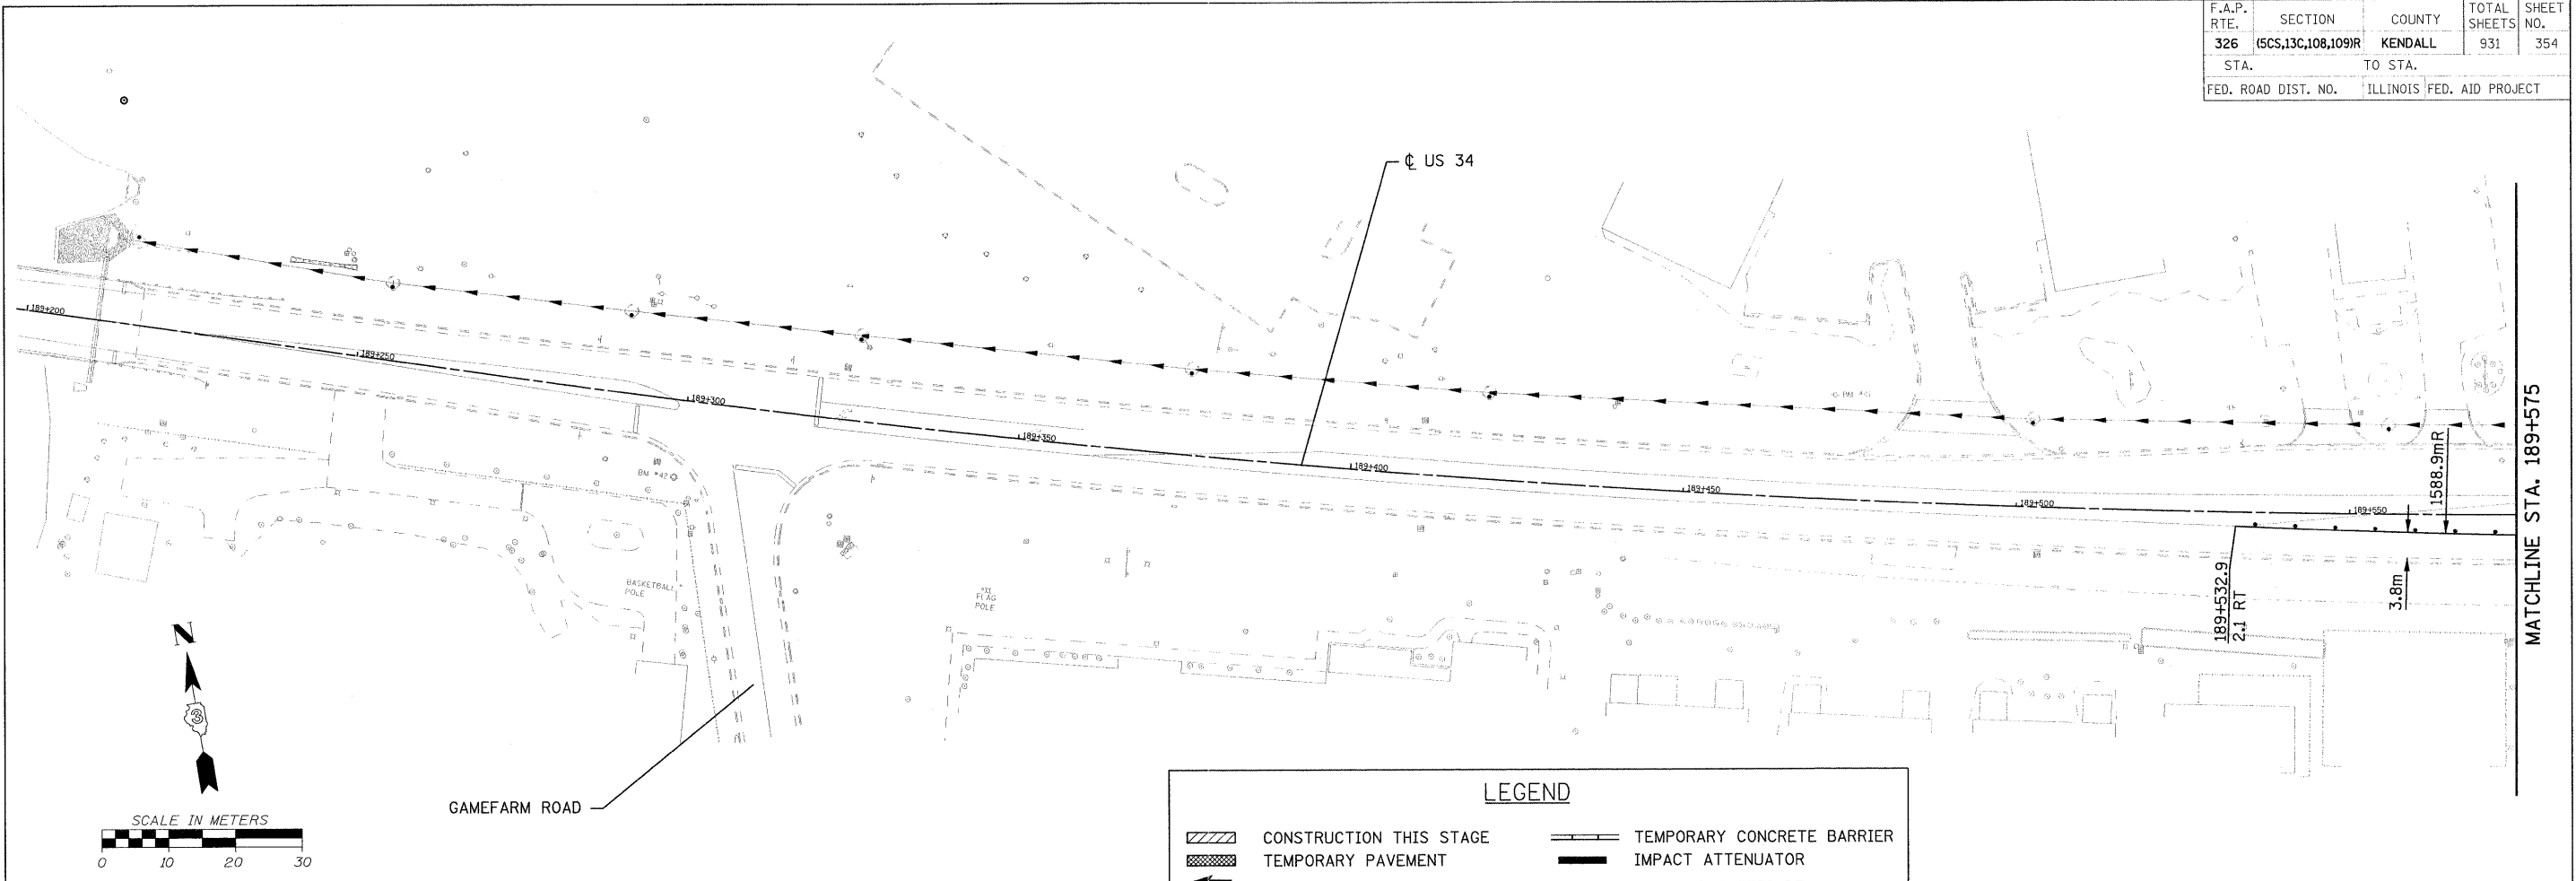 F.A.P. RTE. SECTION COUNTY TOTAL SHEETS SHEET NO.
326 (5CS,13C,108,109)R KENDALL 931 354
STA. TO STA.
FED. ROAD DIST. NO. ILLINOIS FED. AID PROJECT
℄ US 34
189+200
189+250
189+300
189+350
189+400
189+450
189+500
189+550
BM #42
BASKETBALL POLE
FLAG POLE
1588.9mR
3.8m
189+532.9
2.1 RT
MATCHLINE STA. 189+575
N
3
SCALE IN METERS
0 10 20 30
GAMEFARM ROAD
LEGEND
CONSTRUCTION THIS STAGE
TEMPORARY CONCRETE BARRIER
TEMPORARY PAVEMENT
IMPACT ATTENUATOR